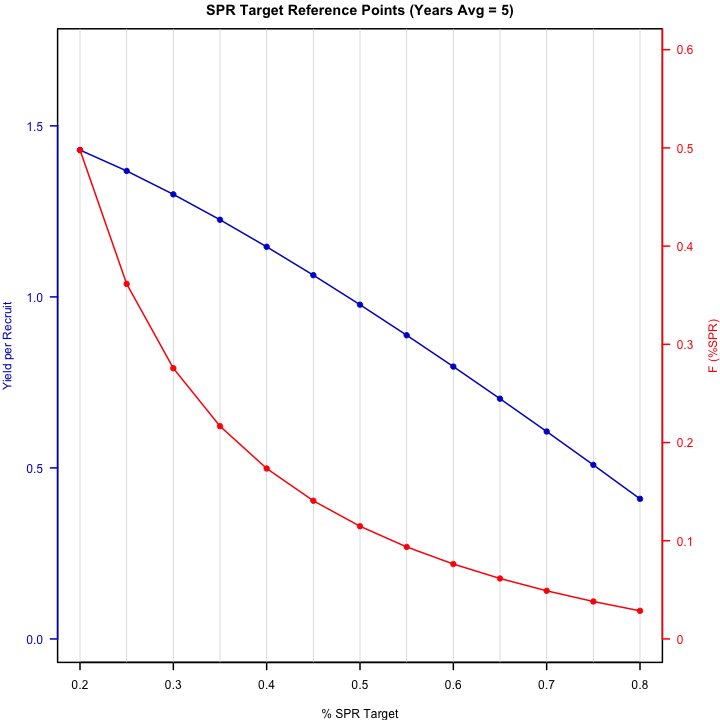 SPR Target Reference Points (Years Avg = 5)
Yield per Recruit
1.5
1.0
0.5
0.0
0.6
0.5
0.4
0.3
0.2
0.1
0
F (%SPR)
0.2 0.3 0.4 0.5 0.6 0.7 0.8
% SPR Target